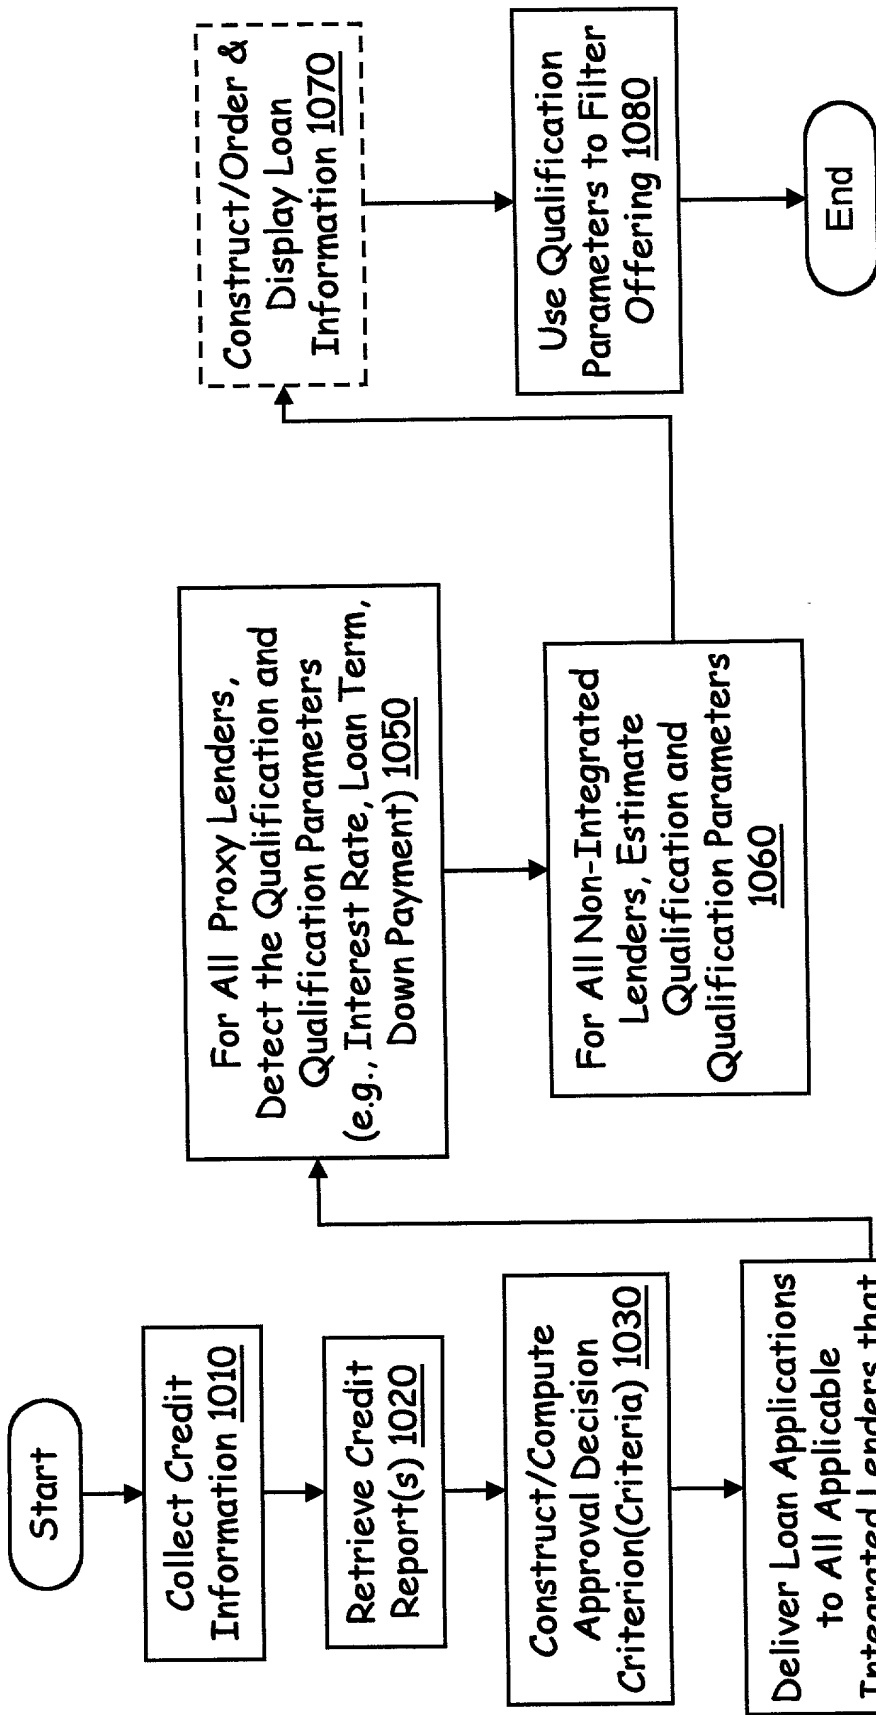 Start
Collect Credit
Information 1010
Retrieve Credit
Report(s) 1020
Construct/Compute
Approval Decision
Criterion(Criteria) 1030
Deliver Loan Applications
to All Applicable
Integrated Lenders that
For All Proxy Lenders,
Detect the Qualification and
Qualification Parameters
(e.g., Interest Rate, Loan Term,
Down Payment) 1050
For All Non-Integrated
Lenders, Estimate
Qualification and
Qualification Parameters
1060
Construct/Order &
Display Loan
Information 1070
Use Qualification
Parameters to Filter
Offering 1080
End